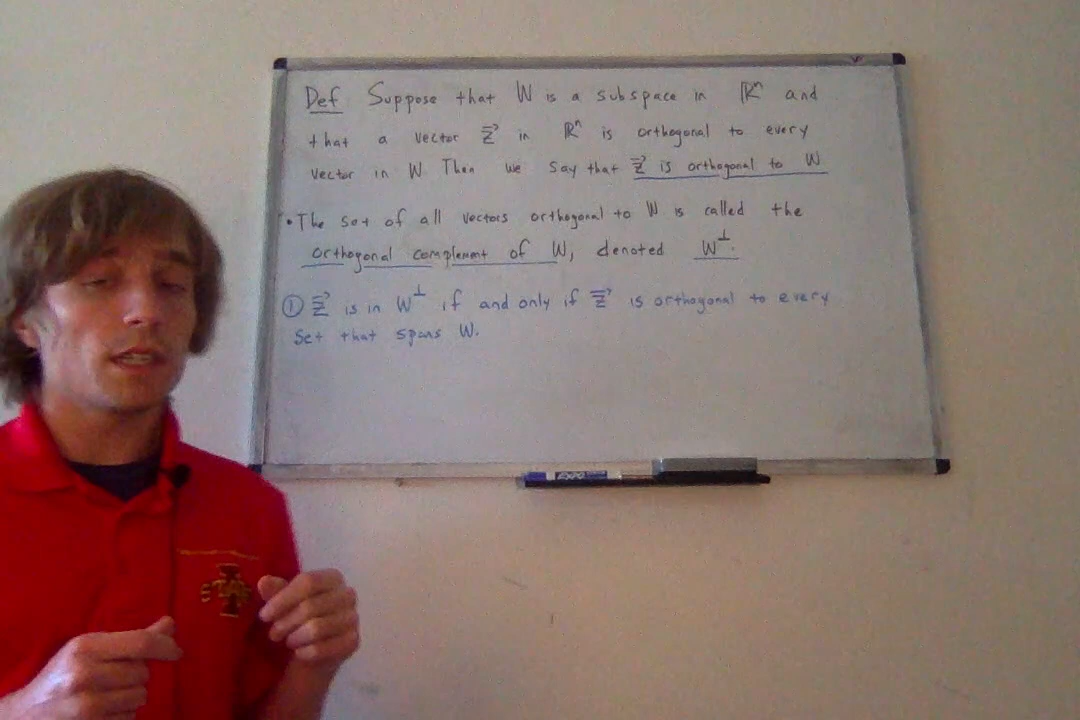 Def Suppose that W is a subspace in ℝⁿ and
that a vector z⃗ in ℝⁿ is orthogonal to every
vector in W Then we say that z⃗ is orthogonal to W
• The set of all vectors orthogonal to W is called the
orthogonal complement of W, denoted W⊥.
① z⃗ is in W⊥ if and only if z⃗ is orthogonal to every
set that spans W.
EXPO
STATE